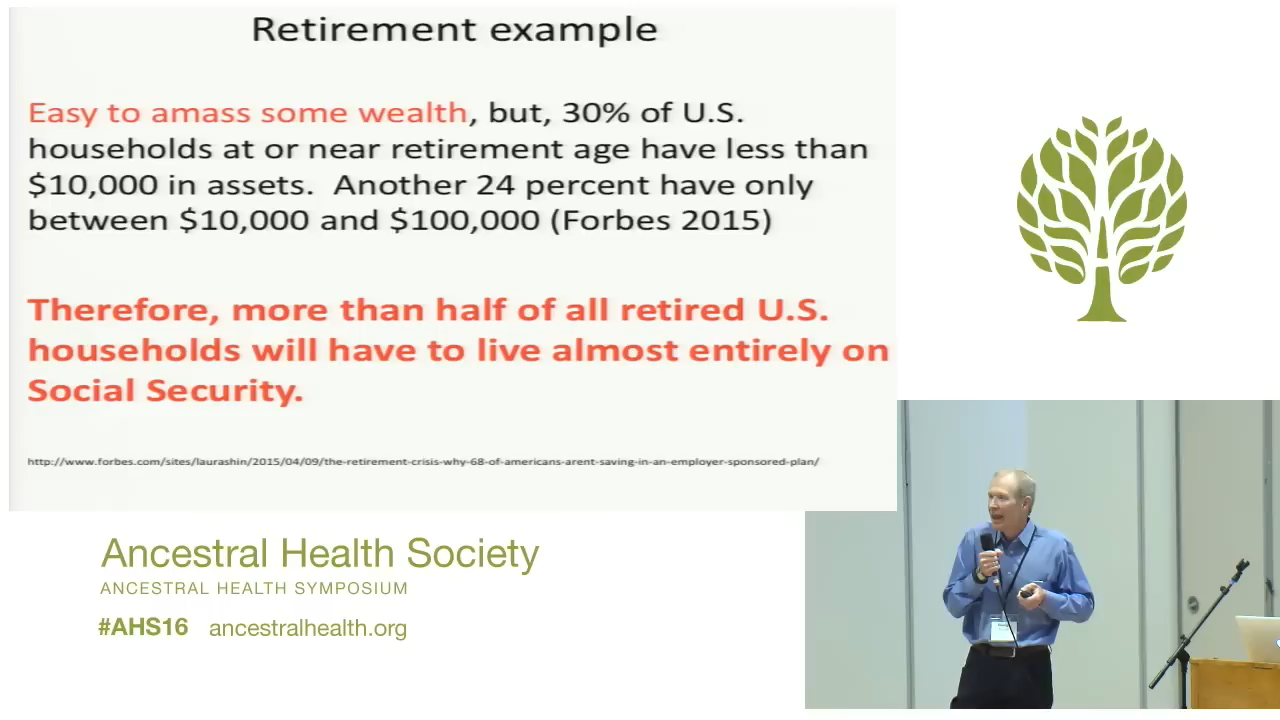 Retirement example
Easy to amass some wealth, but, 30% of U.S.
households at or near retirement age have less than
$10,000 in assets.  Another 24 percent have only
between $10,000 and $100,000 (Forbes 2015)
Therefore, more than half of all retired U.S.
households will have to live almost entirely on
Social Security.
http://www.forbes.com/sites/laurashin/2015/04/09/the-retirement-crisis-why-68-of-americans-arent-saving-in-an-employer-sponsored-plan/
Ancestral Health Society
ANCESTRAL HEALTH SYMPOSIUM
#AHS16 ancestralhealth.org